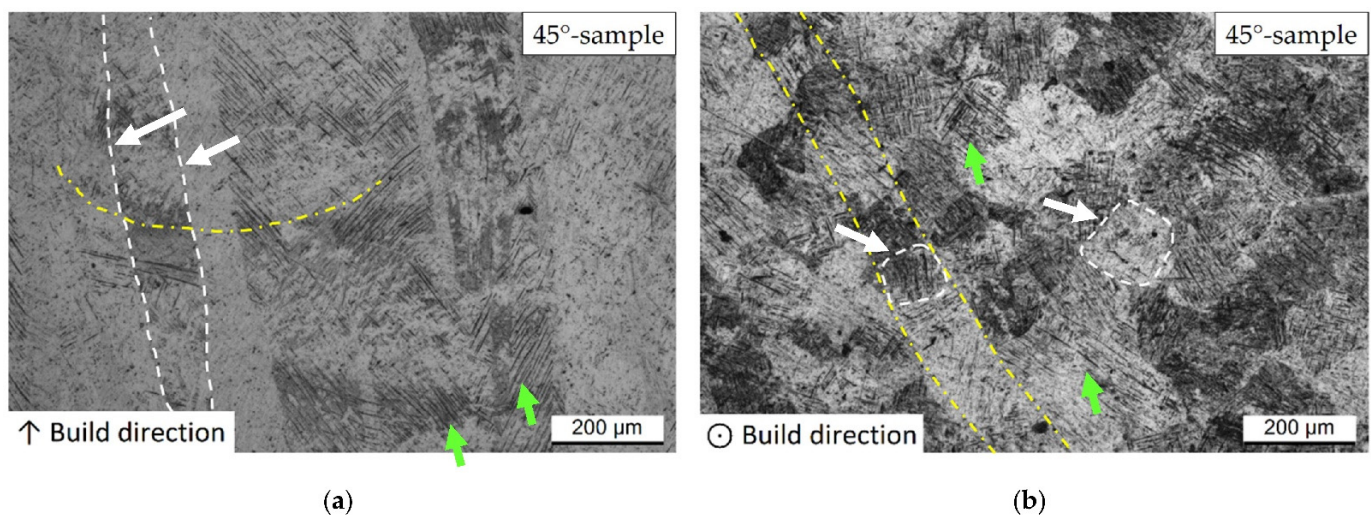 45°-sample
↑ Build direction
200 µm
45°-sample
⊙ Build direction
200 µm
(a)
(b)